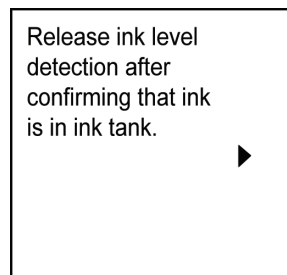 Release ink level
detection after
confirming that ink
is in ink tank.